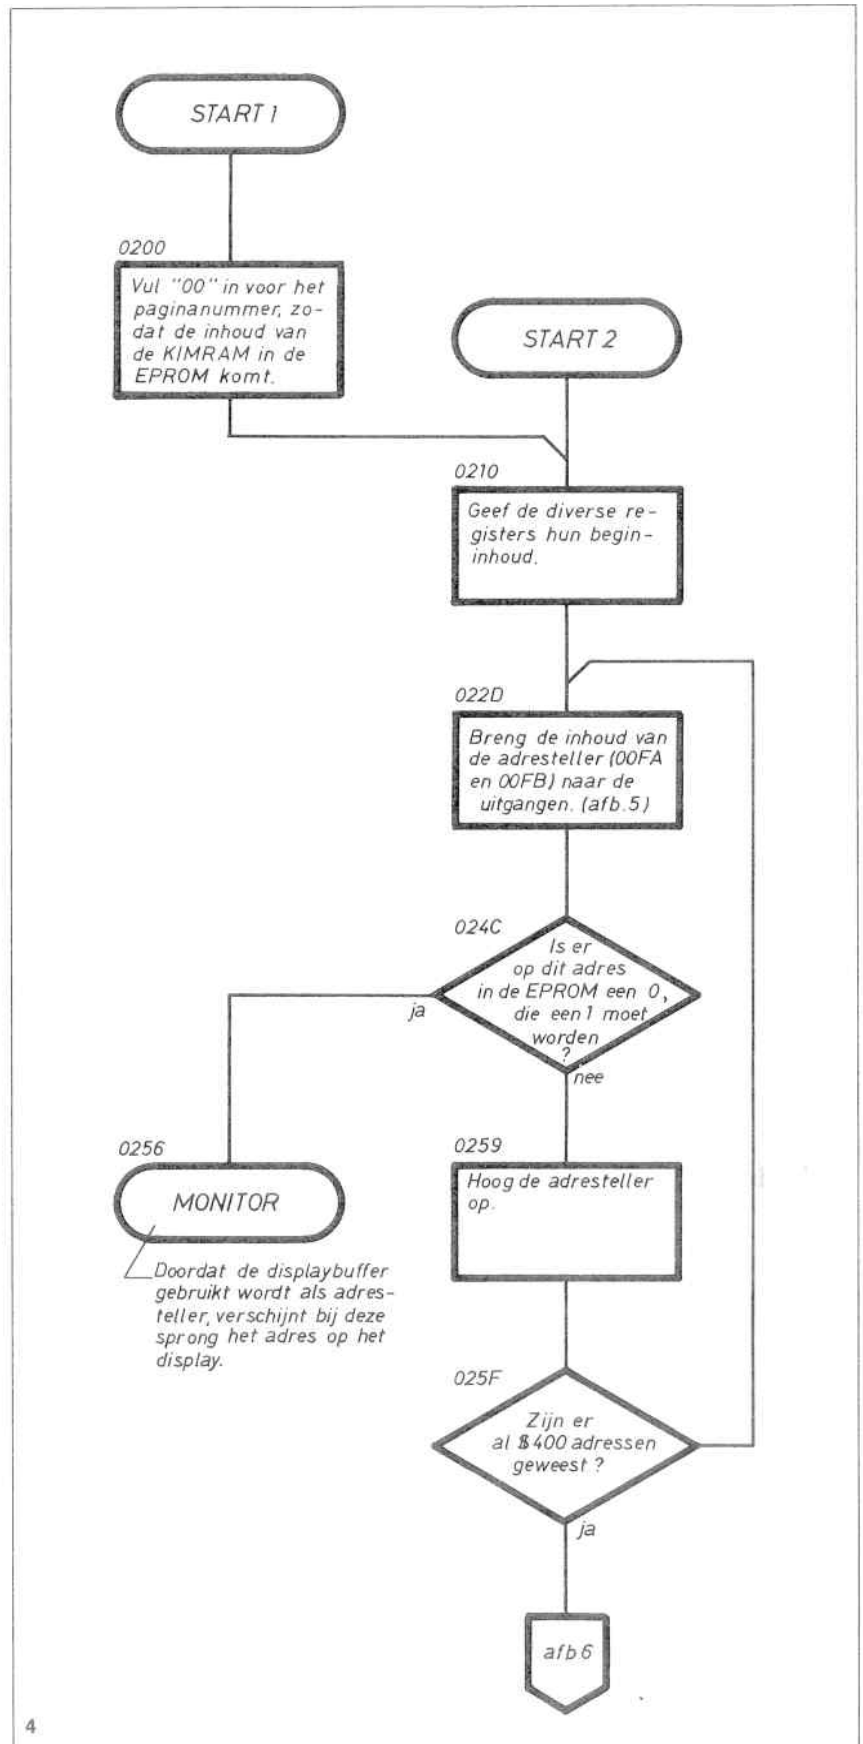 START 1
0200
Vul "00" in voor het
paginanummer, zo-
dat de inhoud van
de KIMRAM in de
EPROM komt.
START 2
0210
Geef de diverse re-
gisters hun begin-
inhoud.
022D
Breng de inhoud van
de adresteller (00FA
en 00FB) naar de
uitgangen. (afb.5)
024C
Is er
op dit adres
in de EPROM een 0,
die een 1 moet
worden
?
ja
nee
0256
MONITOR
Doordat de displaybuffer
gebruikt wordt als adres-
teller, verschijnt bij deze
sprong het adres op het
display.
0259
Hoog de adresteller
op.
025F
Zijn er
al $400 adressen
geweest ?
ja
afb 6
4